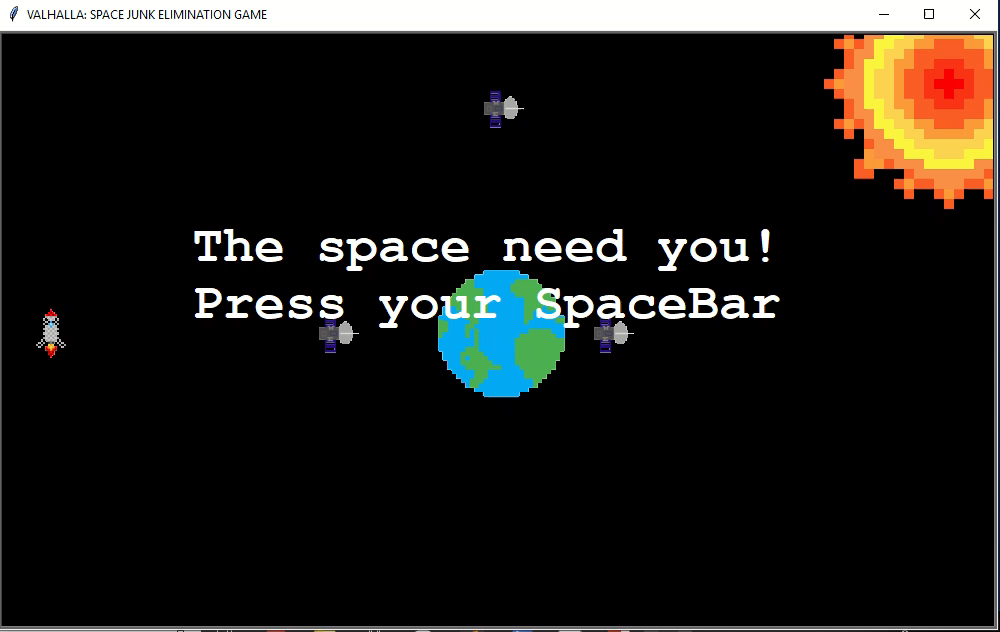 VALHALLA: SPACE JUNK ELIMINATION GAME
The space need you!
Press your SpaceBar